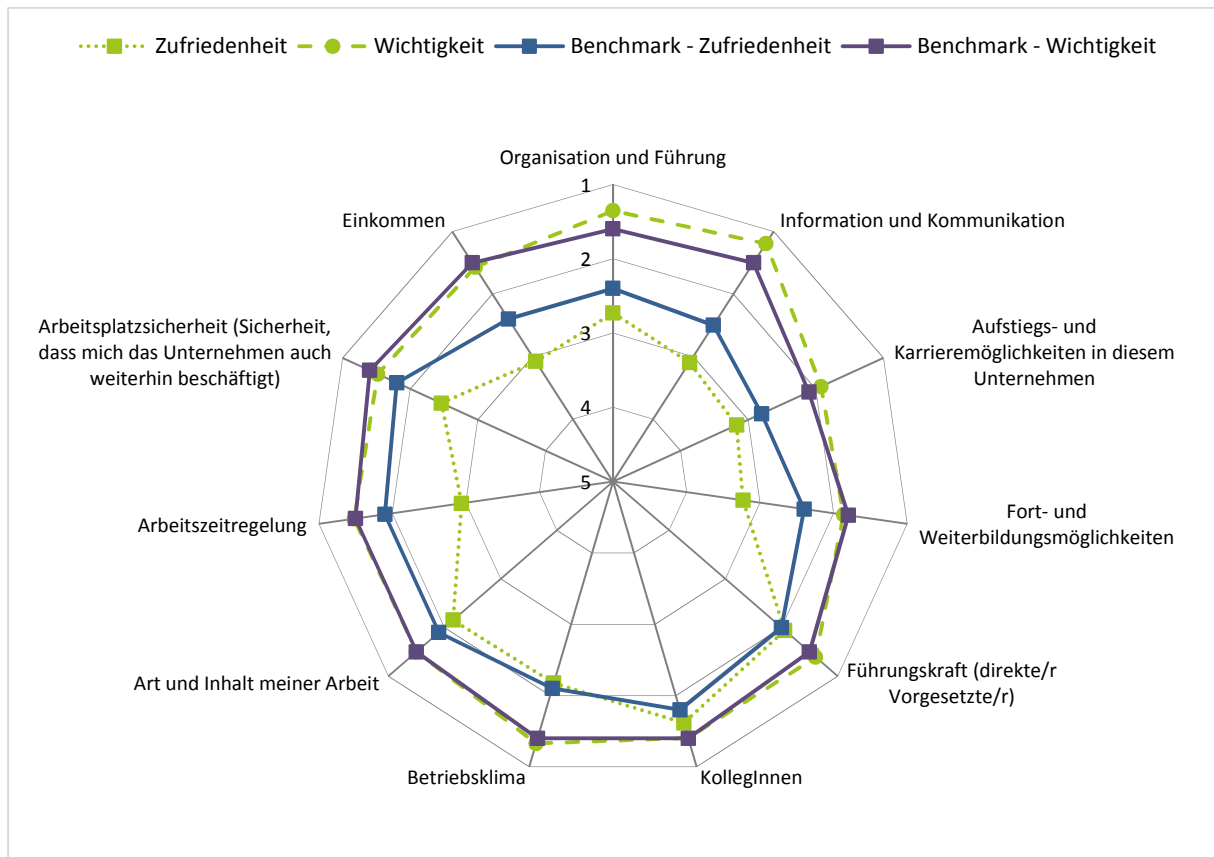 Zufriedenheit Wichtigkeit Benchmark - Zufriedenheit Benchmark - Wichtigkeit
Organisation und Führung
1
Einkommen
Information und Kommunikation
2
Arbeitsplatzsicherheit (Sicherheit,
dass mich das Unternehmen auch
weiterhin beschäftigt)
Aufstiegs- und
Karrieremöglichkeiten in diesem
Unternehmen
3
4
5
Arbeitszeitregelung
Fort- und
Weiterbildungsmöglichkeiten
Art und Inhalt meiner Arbeit
Führungskraft (direkte/r
Vorgesetzte/r)
Betriebsklima
KollegInnen